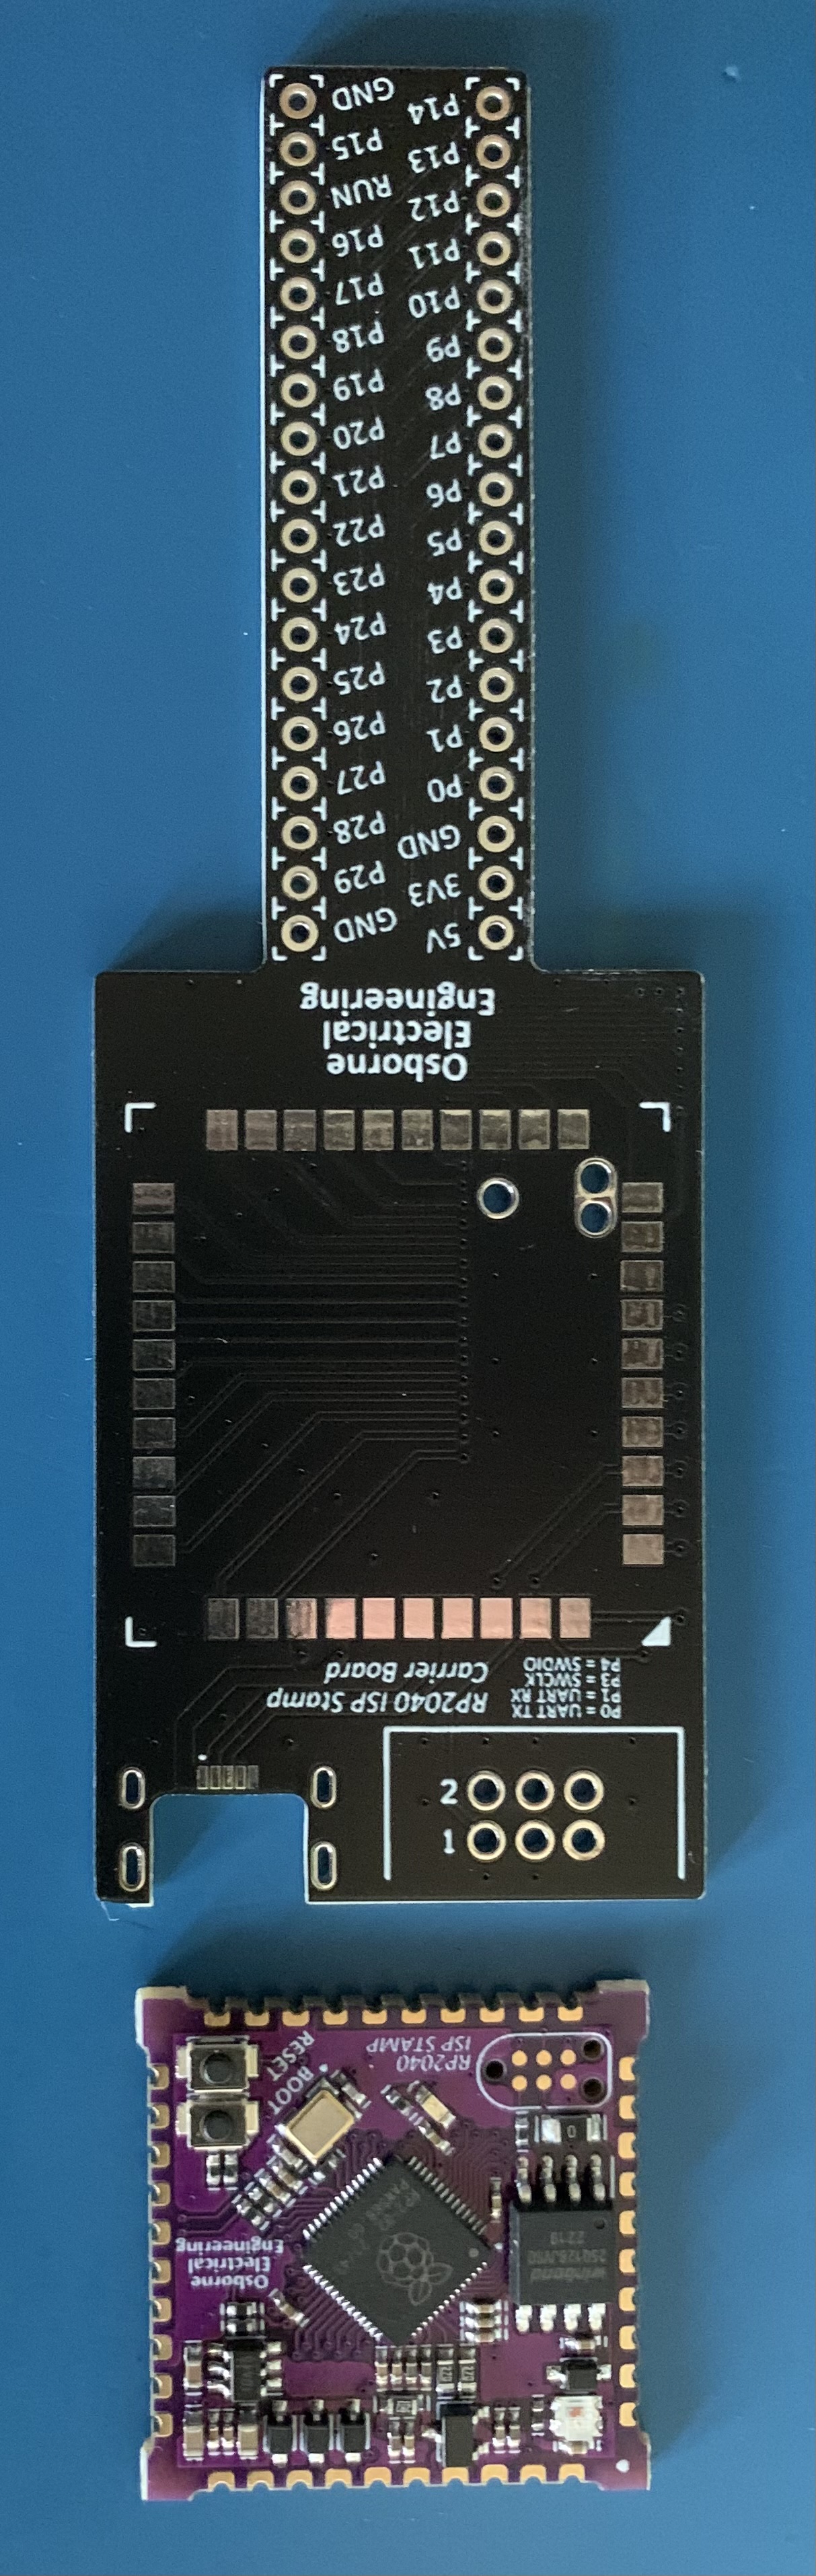 P14
P13
P12
P11
P10
P9
P8
P7
P6
P5
P4
P3
P2
P1
P0
GND
3V3
5V
GND
P15
RUN
P16
P17
P18
P19
P20
P21
P22
P23
P24
P25
P26
P27
P28
P29
GND
Osborne
Electrical
Engineering
P0 = UART TX
P1 = UART RX
P3 = SWCLK
P4 = SWDIO
RP2040 ISP Stamp
Carrier Board
2
1
RP2040
ISP STAMP
winbond
BOOT
RESET
Osborne
Electrical
Engineering